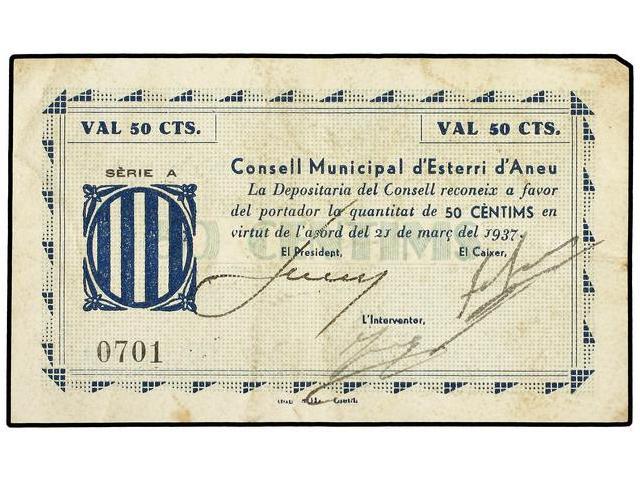 VAL 50 CTS.
VAL 50 CTS.
SÈRIE A
Consell Municipal d'Esterri d'Aneu
La Depositaria del Consell reconeix a favor
del portador la quantitat de 50 CÈNTIMS en
virtut de l'acord del 21 de març del 1937.
El President,
El Caixer,
50 CÈNTIMS
L'Interventor,
0701